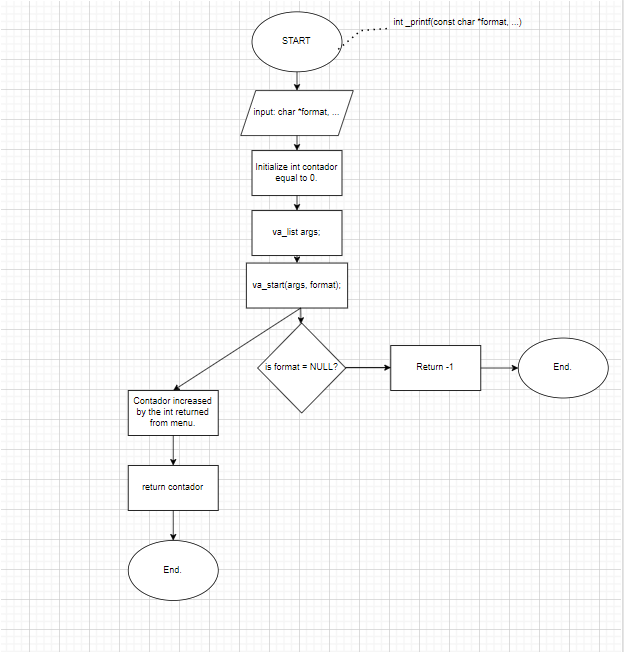 START
int _printf(const char *format, ...)
input: char *format, ...
Initialize int contador
equal to 0.
va_list args;
va_start(args, format);
is format = NULL?
Return -1
End.
Contador increased
by the int returned
from menu.
return contador
End.